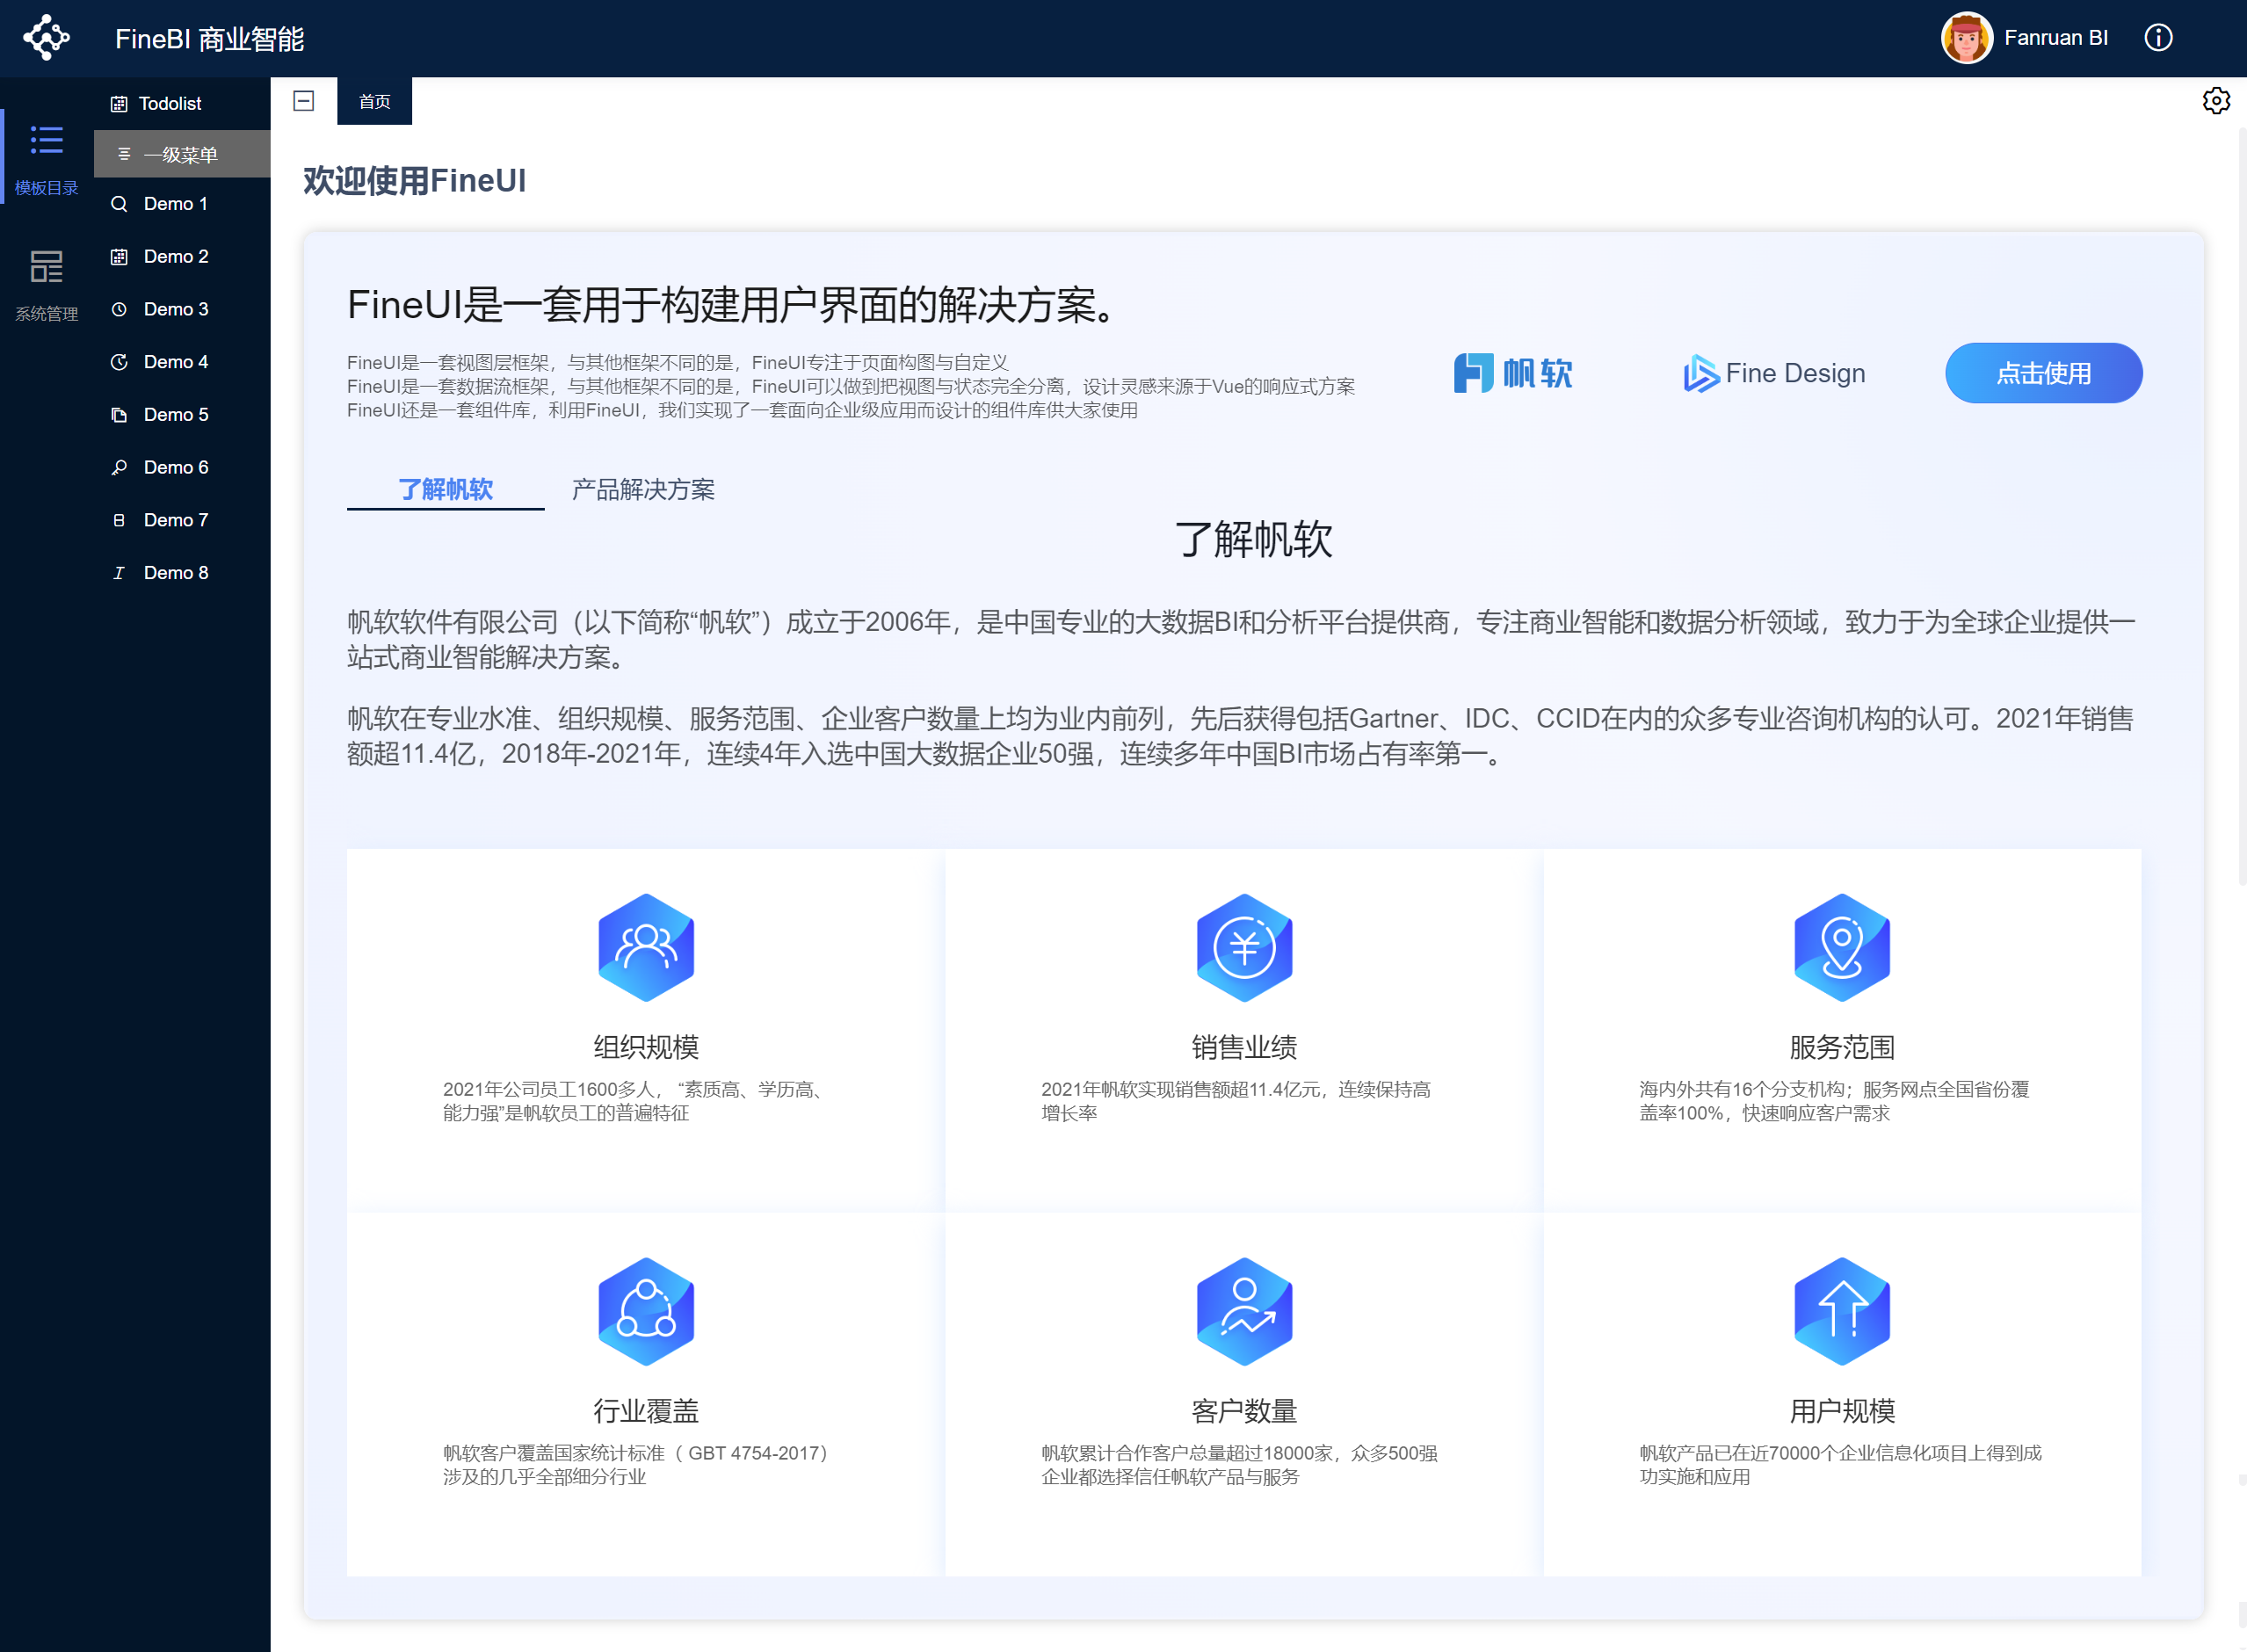 FineBI 商业智能
Fanruan BI
模板目录
系统管理
Todolist
一级菜单
Demo 1
Demo 2
Demo 3
Demo 4
Demo 5
Demo 6
Demo 7
Demo 8
首页
欢迎使用FineUI
FineUI是一套用于构建用户界面的解决方案。
FineUI是一套视图层框架，与其他框架不同的是，FineUI专注于页面构图与自定义
FineUI是一套数据流框架，与其他框架不同的是，FineUI可以做到把视图与状态完全分离，设计灵感来源于Vue的响应式方案
FineUI还是一套组件库，利用FineUI，我们实现了一套面向企业级应用而设计的组件库供大家使用
帆软
Fine Design
点击使用
了解帆软
产品解决方案
了解帆软
帆软软件有限公司（以下简称“帆软”）成立于2006年，是中国专业的大数据BI和分析平台提供商，专注商业智能和数据分析领域，致力于为全球企业提供一
站式商业智能解决方案。
帆软在专业水准、组织规模、服务范围、企业客户数量上均为业内前列，先后获得包括Gartner、IDC、CCID在内的众多专业咨询机构的认可。2021年销售
额超11.4亿，2018年-2021年，连续4年入选中国大数据企业50强，连续多年中国BI市场占有率第一。
组织规模
2021年公司员工1600多人， “素质高、学历高、
能力强”是帆软员工的普遍特征
销售业绩
2021年帆软实现销售额超11.4亿元，连续保持高
增长率
服务范围
海内外共有16个分支机构；服务网点全国省份覆
盖率100%，快速响应客户需求
行业覆盖
帆软客户覆盖国家统计标准（ GBT 4754-2017）
涉及的几乎全部细分行业
客户数量
帆软累计合作客户总量超过18000家，众多500强
企业都选择信任帆软产品与服务
用户规模
帆软产品已在近70000个企业信息化项目上得到成
功实施和应用